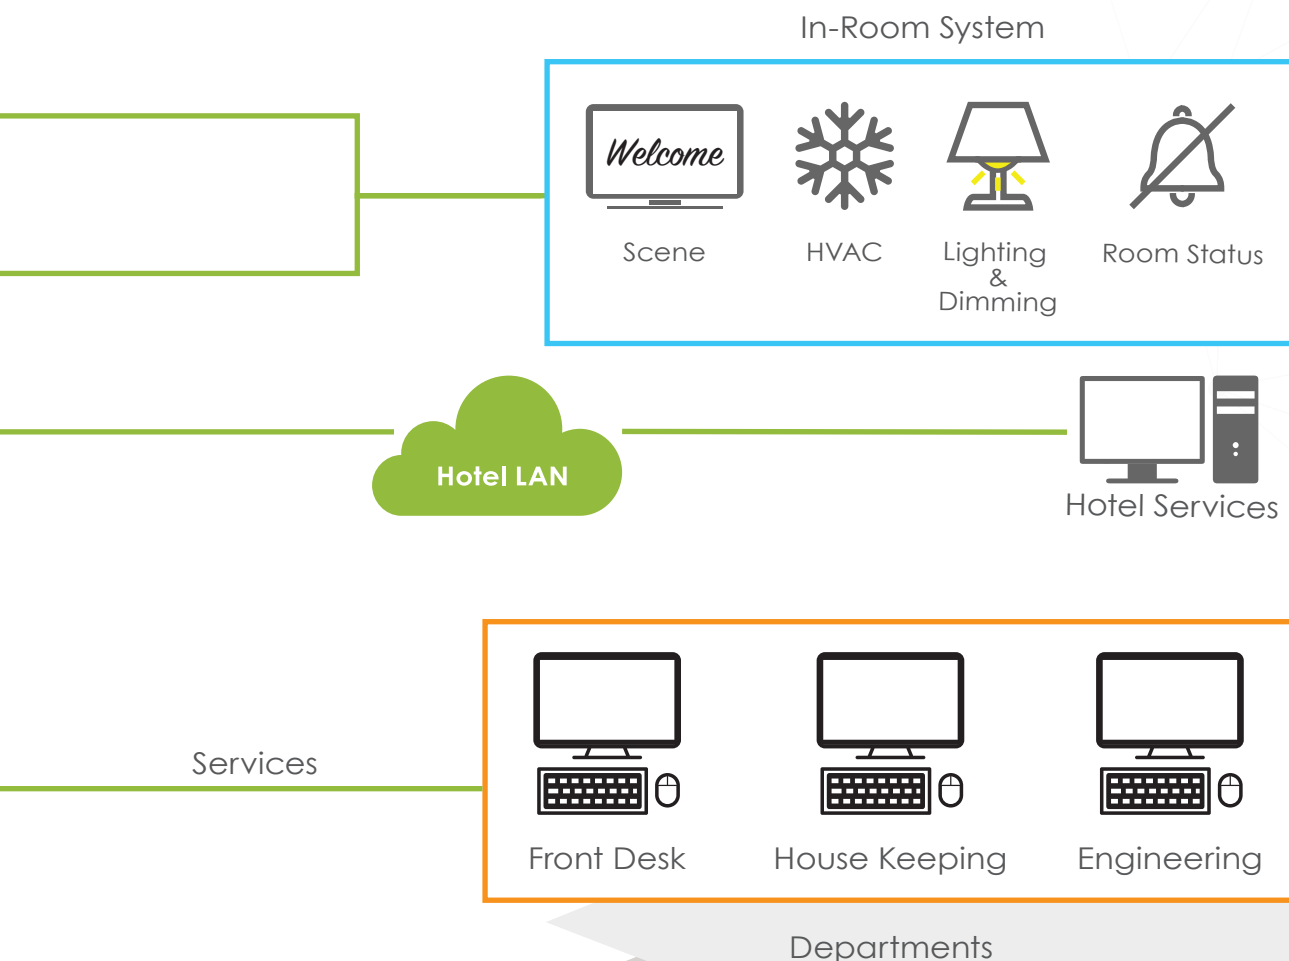 In-Room System
Welcome
Scene
HVAC
Lighting
&
Dimming
Room Status
Hotel LAN
Hotel Services
Services
Front Desk
House Keeping
Engineering
Departments